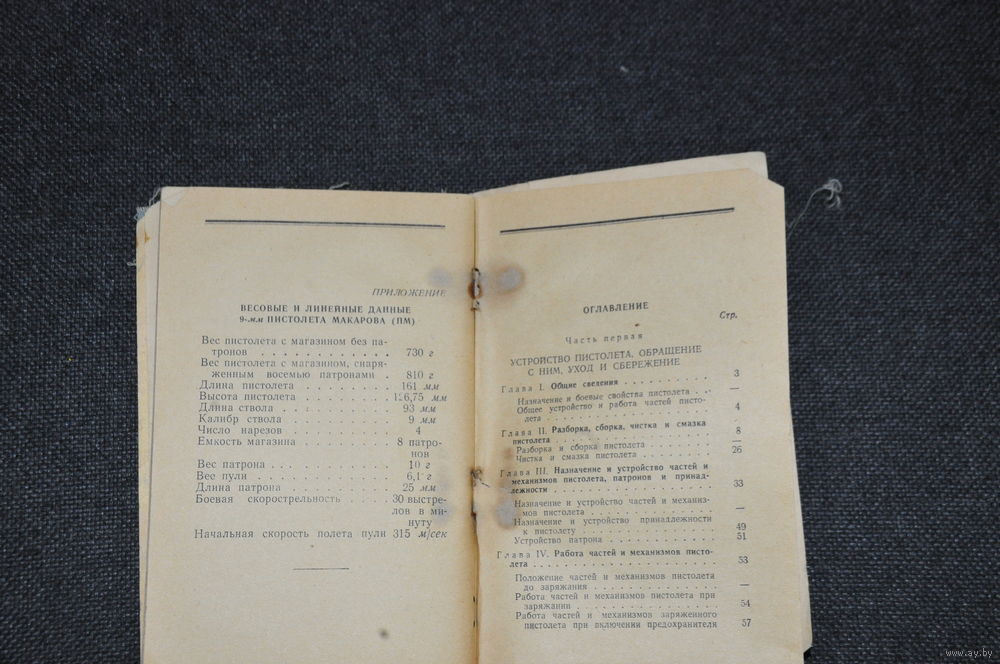 ПРИЛОЖЕНИЕ
ВЕСОВЫЕ И ЛИНЕЙНЫЕ ДАННЫЕ
9-мм ПИСТОЛЕТА МАКАРОВА (ПМ)
Вес пистолета с магазином без па-
тронов . . . . . . . . . . . . 730 г
Вес пистолета с магазином, снаря-
женным восемью патронами . 810 г
Длина пистолета . . . . . . . . 161 мм
Высота пистолета . . . . . . . . мм
Длина ствола . . . . . . . . . . 93 мм
Калибр ствола . . . . . . . . . 9 мм
Число нарезов . . . . . . . . . 4
Емкость магазина . . . . . . . . 8 патро-
нов
Вес патрона . . . . . . . . . . . 10 г
Вес пули . . . . . . . . . . . . 6,1 г
Длина патрона . . . . . . . . . 25 мм
Боевая скорострельность . . . . . 30 выстре-
лов в ми-
нуту
Начальная скорость полета пули 315 м/сек
ОГЛАВЛЕНИЕ
Стр.
Часть первая
УСТРОЙСТВО ПИСТОЛЕТА, ОБРАЩЕНИЕ
С НИМ, УХОД И СБЕРЕЖЕНИЕ
Глава I. Общие сведения . . . . . . . . . 3
Назначение и боевые свойства пистолета . . . —
Общее устройство и работа частей писто-
лета . . . . . . . . . . . . . . . 4
Глава II. Разборка, сборка, чистка и смазка
пистолета . . . . . . . . . . . . . . . 8
Разборка и сборка пистолета . . . . . . . —
Чистка и смазка пистолета . . . . . . . . 26
Глава III. Назначение и устройство частей и
механизмов пистолета, патронов и принад-
лежности . . . . . . . . . . . . . . . 33
Назначение и устройство частей и механиз-
мов пистолета . . . . . . . . . . . . —
Назначение и устройство принадлежности
к пистолету . . . . . . . . . . . . . 49
Устройство патрона . . . . . . . . . . . 51
Глава IV. Работа частей и механизмов писто-
лета . . . . . . . . . . . . . . . . . 53
Положение частей и механизмов пистолета
до заряжания . . . . . . . . . . . . —
Работа частей и механизмов пистолета при
заряжании . . . . . . . . . . . . . . 54
Работа частей и механизмов заряженного
пистолета при включении предохранителя 57
www.ay.by